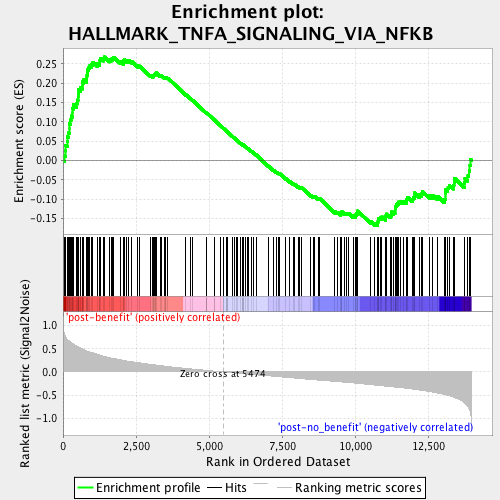 Enrichment plot:
HALLMARK_TNFA_SIGNALING_VIA_NFKB
Enrichment score (ES)
0.25
0.20
0.15
0.10
0.05
0.00
-0.05
-0.10
-0.15
Ranked list metric (Signal2Noise)
1.0
0.5
0.0
-0.5
-1.0
'post-benefit' (positively correlated)
Zero cross at 5474
'post-no_benefit' (negatively correlated)
0
2,500
5,000
7,500
10,000
12,500
Rank in Ordered Dataset
Enrichment profile
Hits
Ranking metric scores